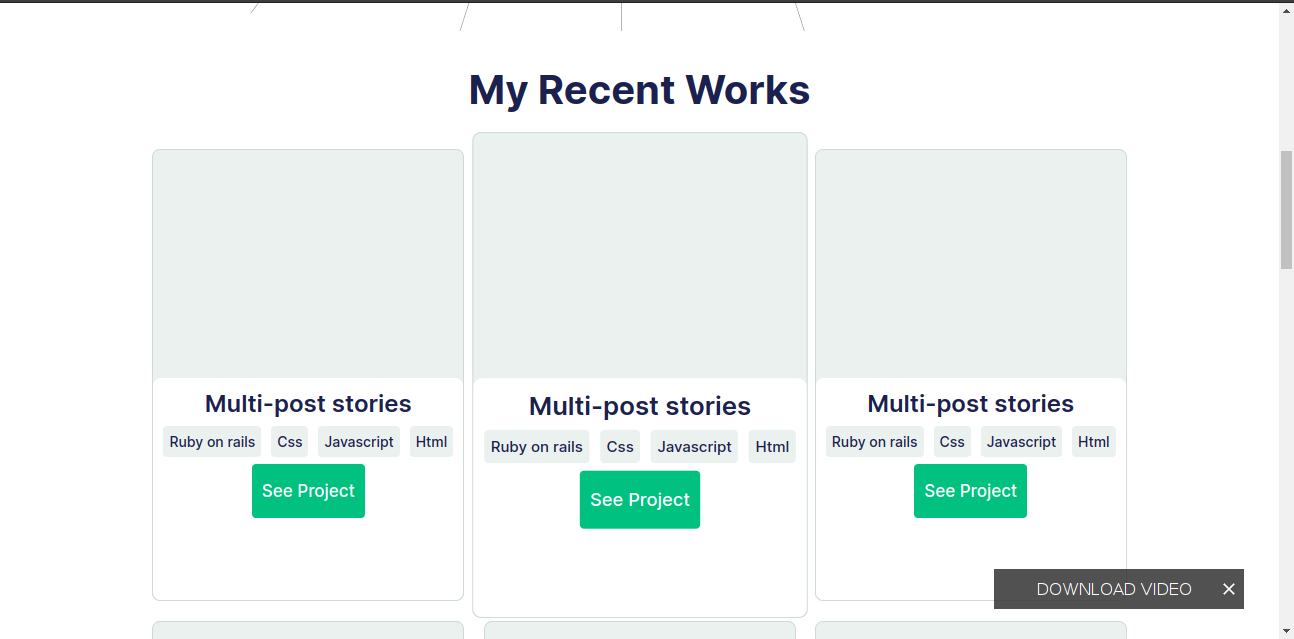 My Recent Works
Multi-post stories
Ruby on rails Css Javascript Html
See Project
Multi-post stories
Ruby on rails Css Javascript Html
See Project
Multi-post stories
Ruby on rails Css Javascript Html
See Project
DOWNLOAD VIDEO